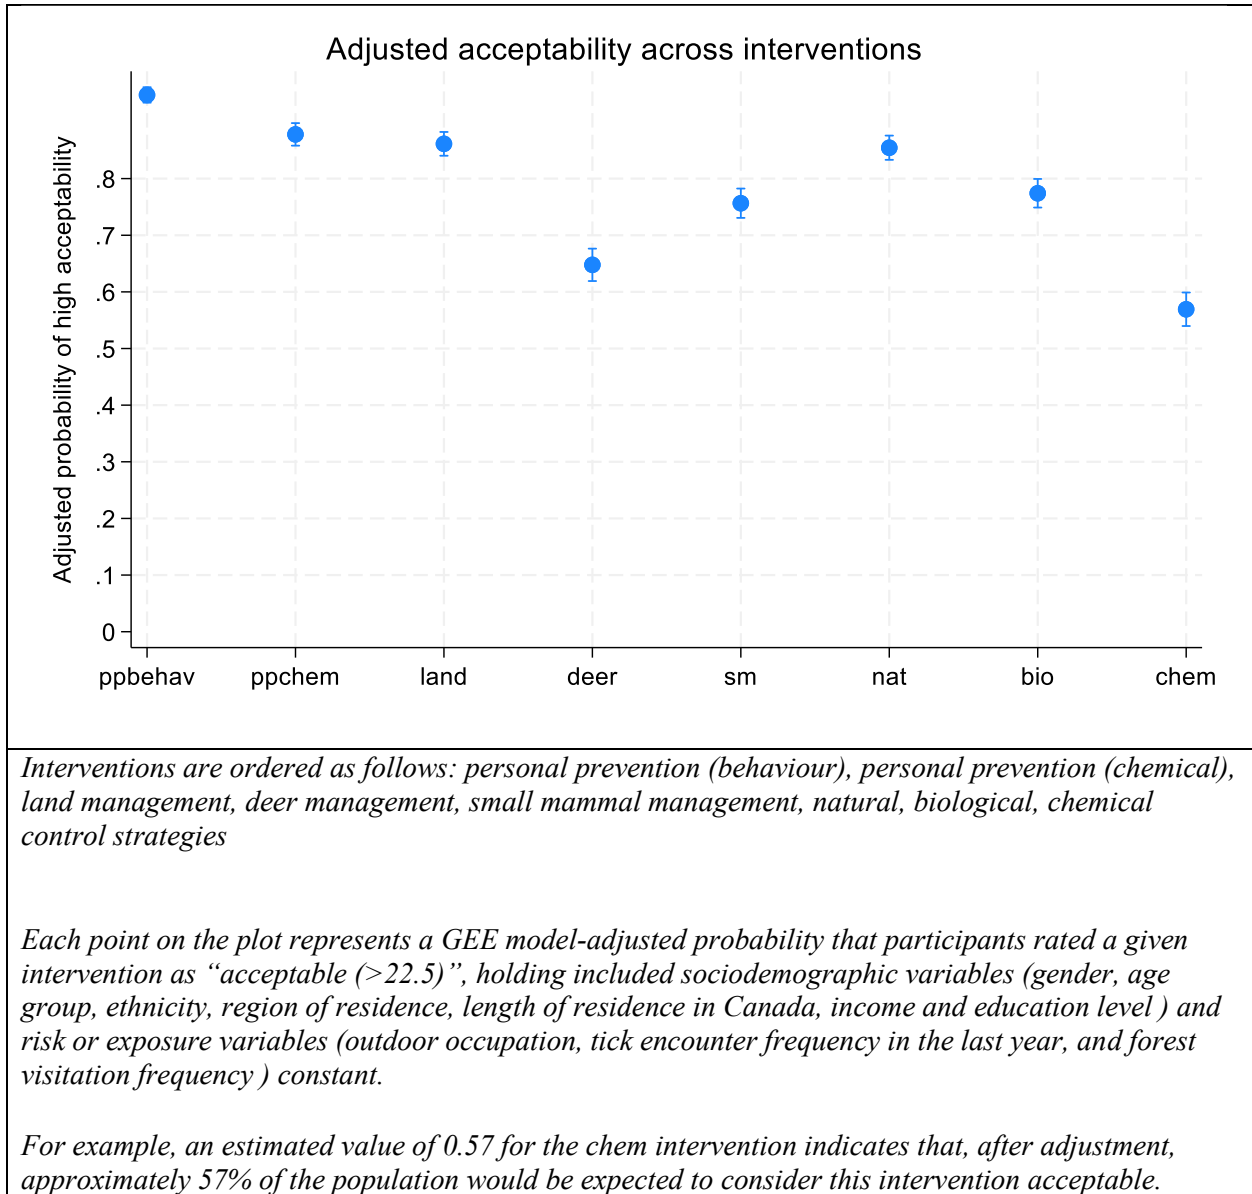 Adjusted acceptability across interventions
Adjusted probability of high acceptability
.8
.7
.6
.5
.4
.3
.2
.1
0
ppbehav ppchem land deer sm nat bio chem
Interventions are ordered as follows: personal prevention (behaviour), personal prevention (chemical),
land management, deer management, small mammal management, natural, biological, chemical
control strategies
Each point on the plot represents a GEE model-adjusted probability that participants rated a given
intervention as “acceptable (>22.5)”, holding included sociodemographic variables (gender, age
group, ethnicity, region of residence, length of residence in Canada, income and education level ) and
risk or exposure variables (outdoor occupation, tick encounter frequency in the last year, and forest
visitation frequency ) constant.
For example, an estimated value of 0.57 for the chem intervention indicates that, after adjustment,
approximately 57% of the population would be expected to consider this intervention acceptable.